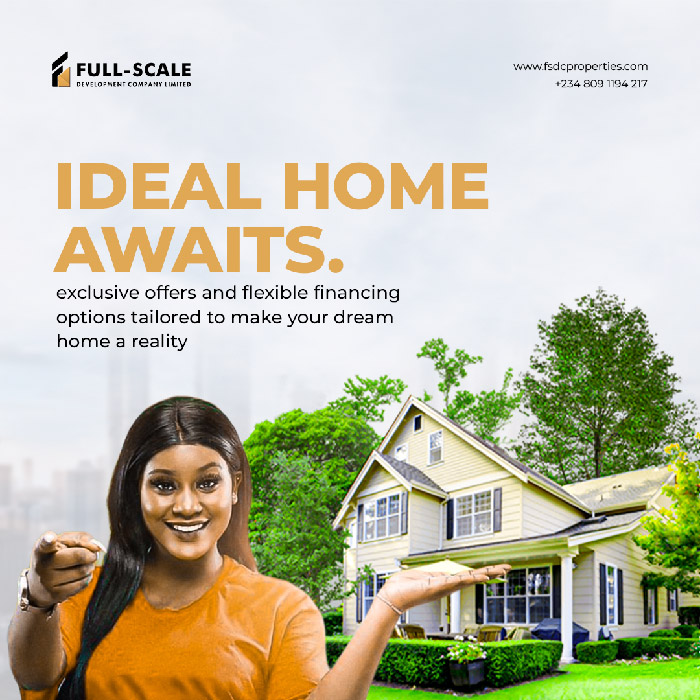 FULL-SCALE
DEVELOPMENT COMPANY LIMITED
www.fsdcproperties.com
+234 809 1194 217
IDEAL HOME
AWAITS.
exclusive offers and flexible financing
options tailored to make your dream
home a reality